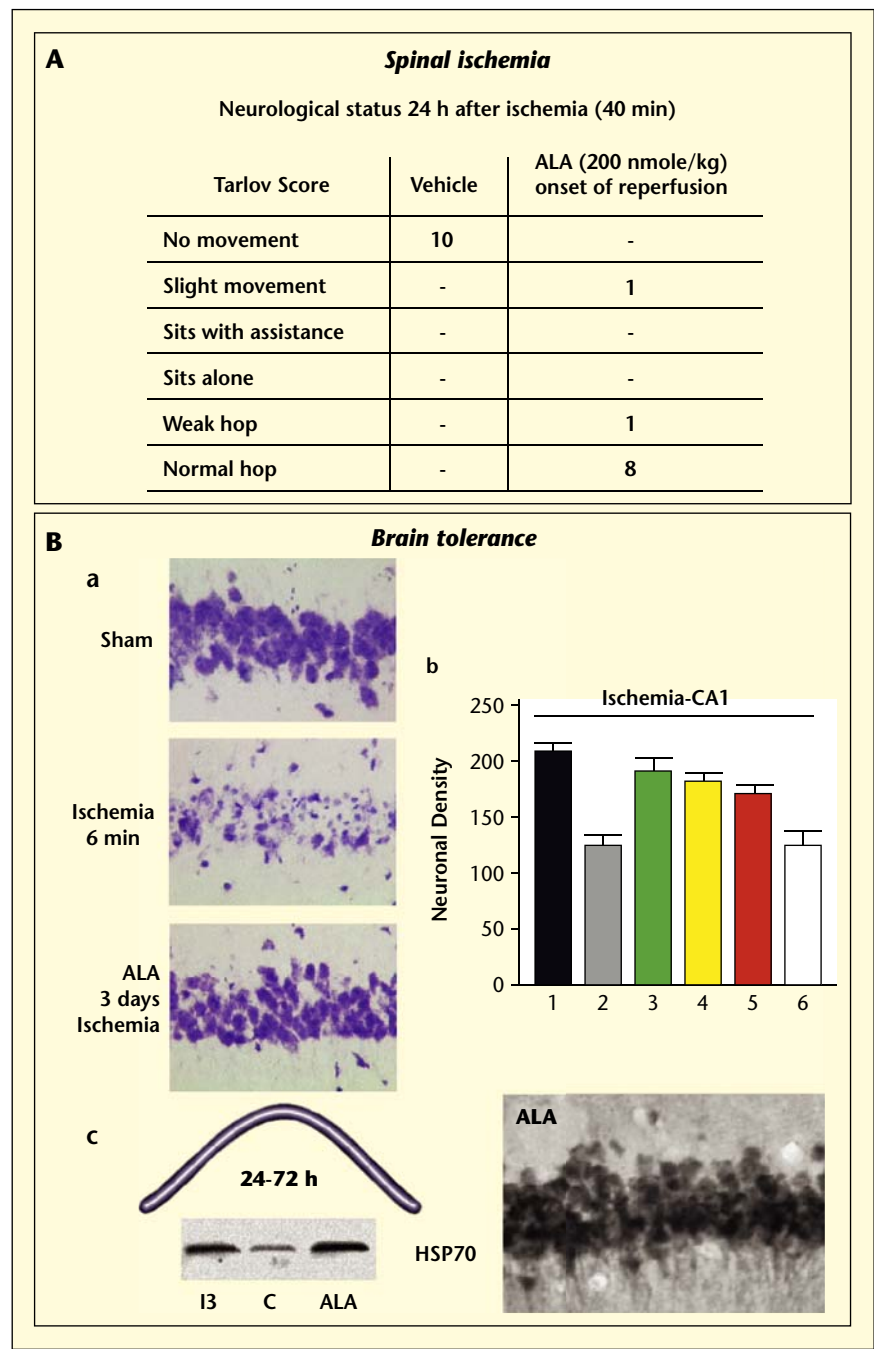 A
Spinal ischemia
Neurological status 24 h after ischemia (40 min)
Tarlov Score Vehicle ALA (200 nmole/kg)
onset of reperfusion
No movement 10 -
Slight movement - 1
Sits with assistance - -
Sits alone - -
Weak hop - 1
Normal hop - 8
B
Brain tolerance
a
Sham
Ischemia
6 min
ALA
3 days
Ischemia
b
Ischemia-CA1
Neuronal Density
250
200
150
100
50
0
1 2 3 4 5 6
c
24-72 h
HSP70
I3 C ALA
ALA